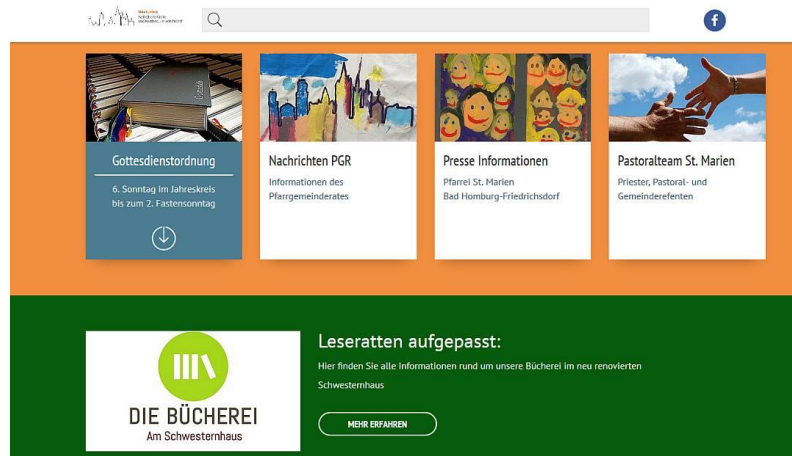 Gottesdienstordnung
6. Sonntag im Jahreskreis
bis zum 2. Fastensonntag
Nachrichten PGR
Informationen des
Pfarrgemeinderates
Presse Informationen
Pfarrei St. Marien
Bad Homburg-Friedrichsdorf
Pastoralteam St. Marien
Priester, Pastoral- und
Gemeinderefenten
DIE BÜCHEREI
Am Schwesternhaus
Leseratten aufgepasst:
Hier finden Sie alle Informationen rund um unsere Bücherei im neu renovierten
Schwesternhaus
MEHR ERFAHREN